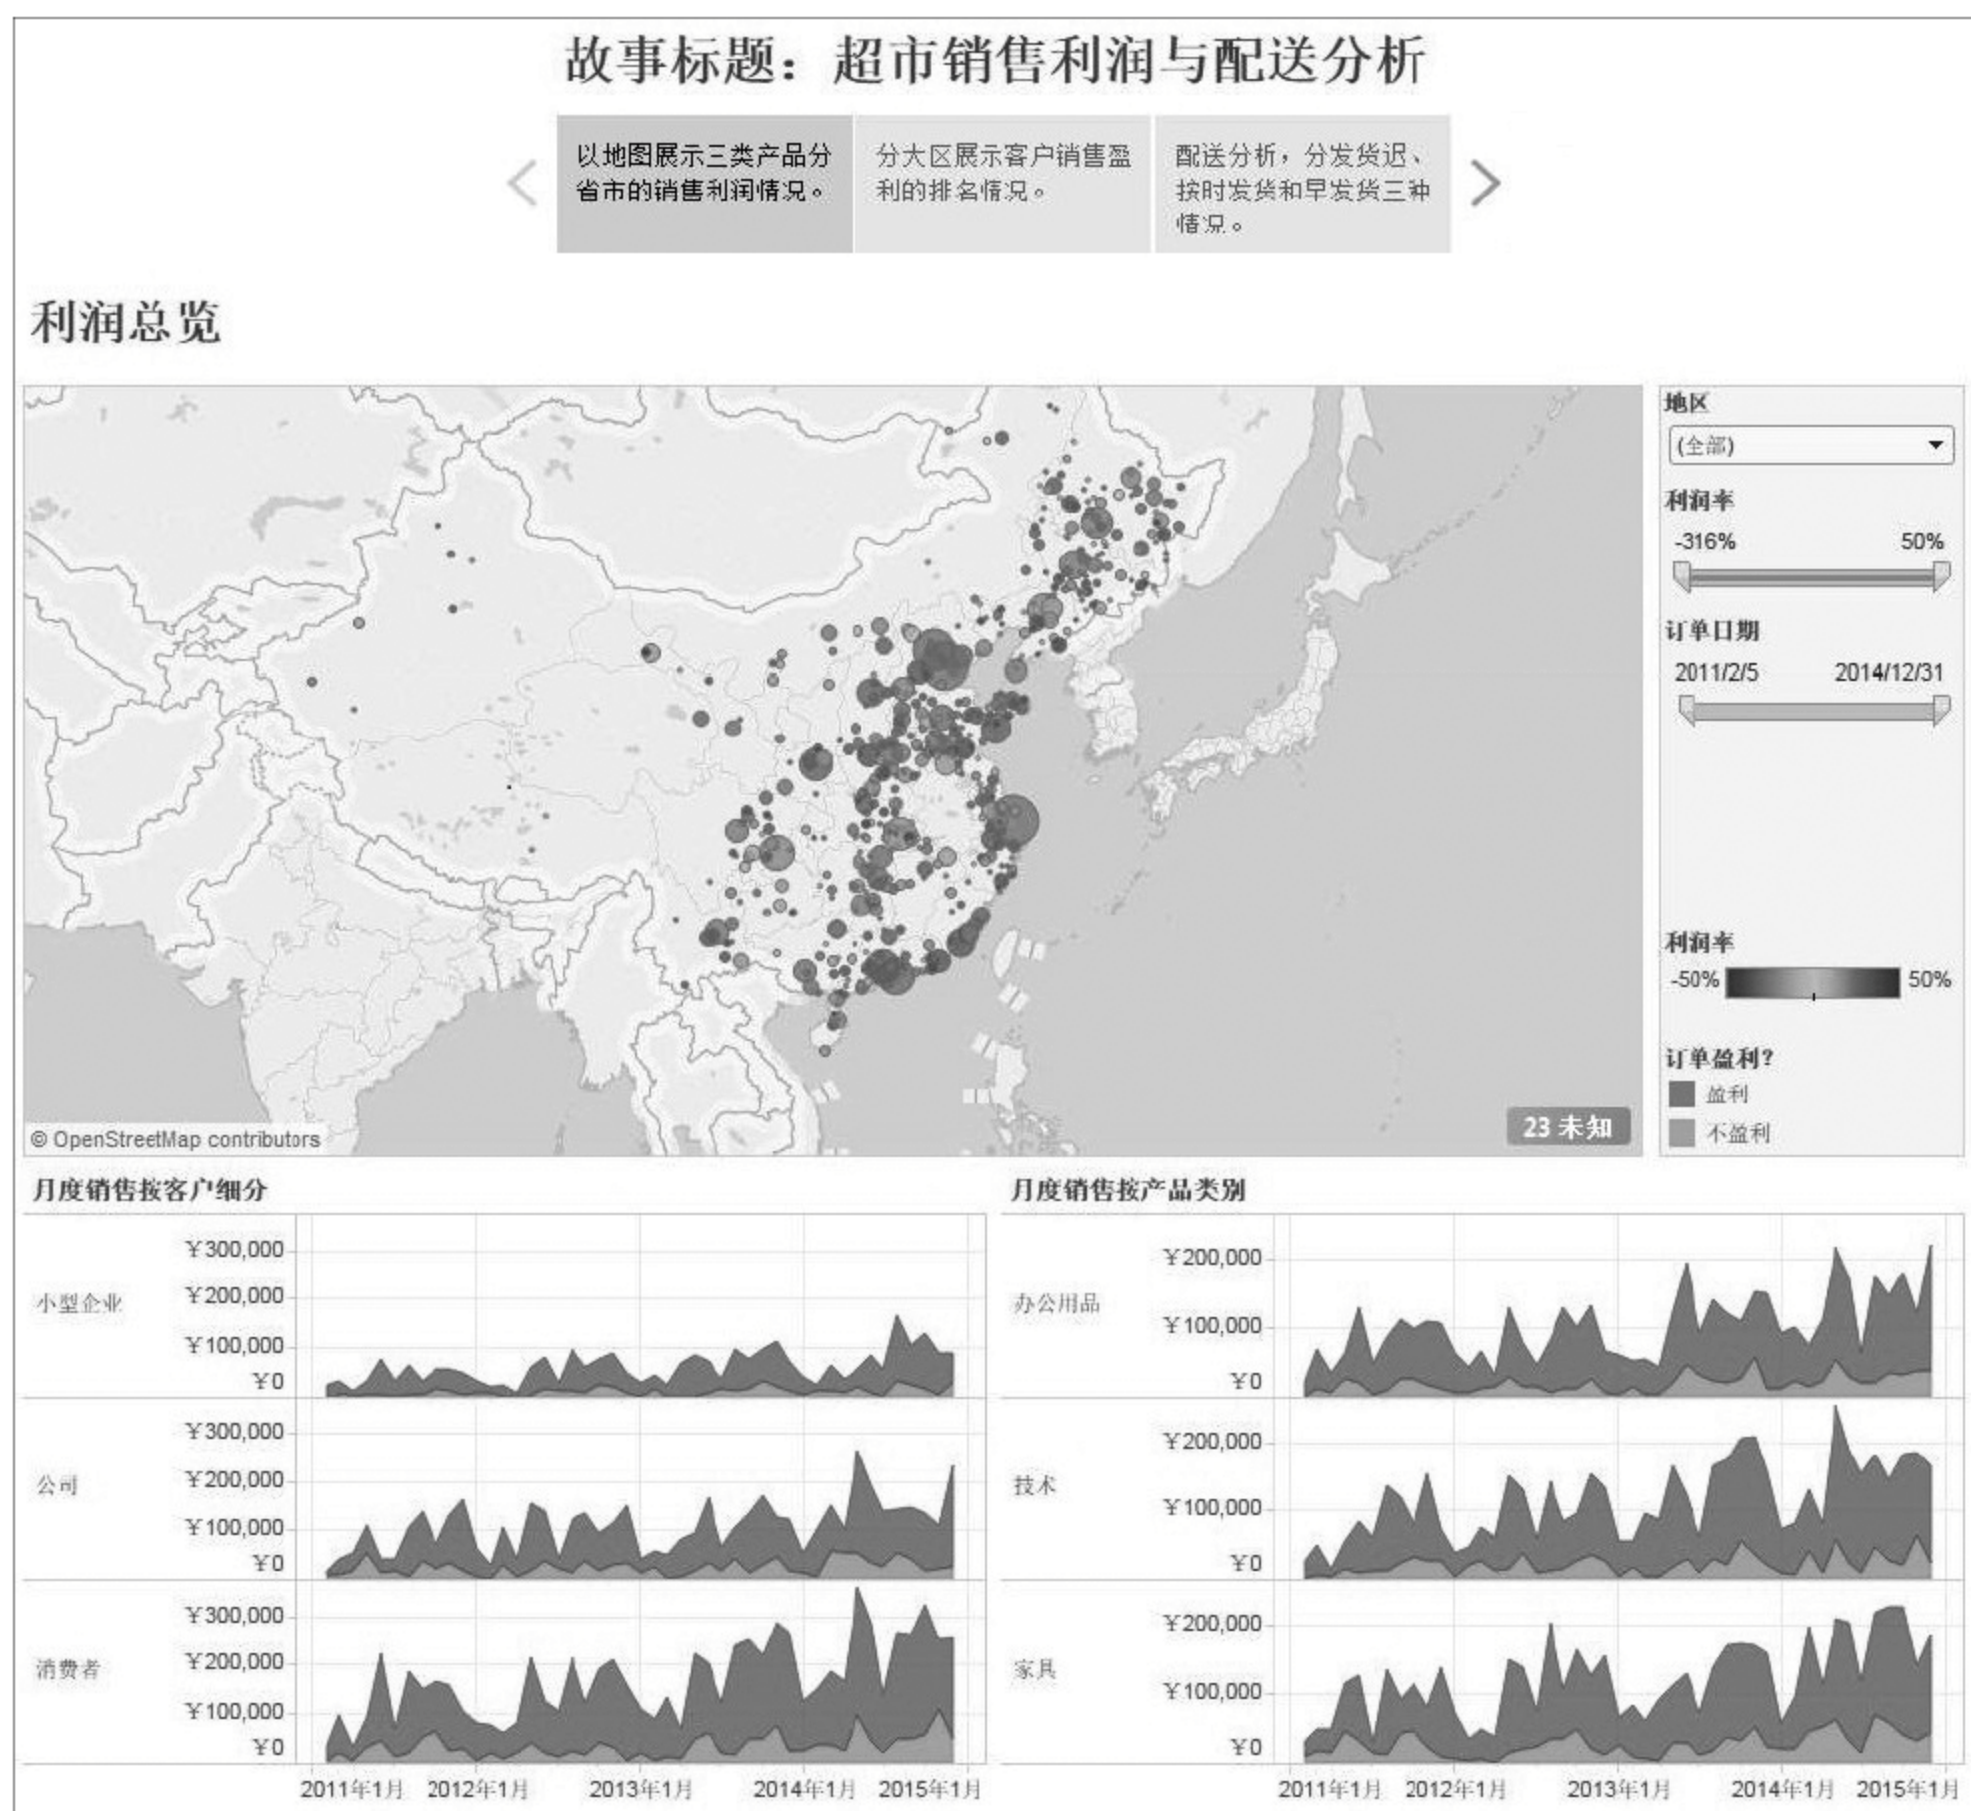 故事标题：超市销售利润与配送分析
以地图展示三类产品分
省市的销售利润情况。
分大区展示客户销售盈
利的排名情况。
配送分析，分发货迟、
按时发货和早发货三种
情况。
利润总览
地区
(全部)
利润率
-316% 50%
订单日期
2011/2/5 2014/12/31
利润率
-50% 50%
订单盈利?
盈利
不盈利
23 未知
© OpenStreetMap contributors
月度销售按客户细分
小型企业
¥300,000
¥200,000
¥100,000
¥0
公司
¥300,000
¥200,000
¥100,000
¥0
消费者
¥300,000
¥200,000
¥100,000
¥0
2011年1月 2012年1月 2013年1月 2014年1月 2015年1月
月度销售按产品类别
办公用品
¥200,000
¥100,000
¥0
技术
¥200,000
¥100,000
¥0
家具
¥200,000
¥100,000
¥0
2011年1月 2012年1月 2013年1月 2014年1月 2015年1月